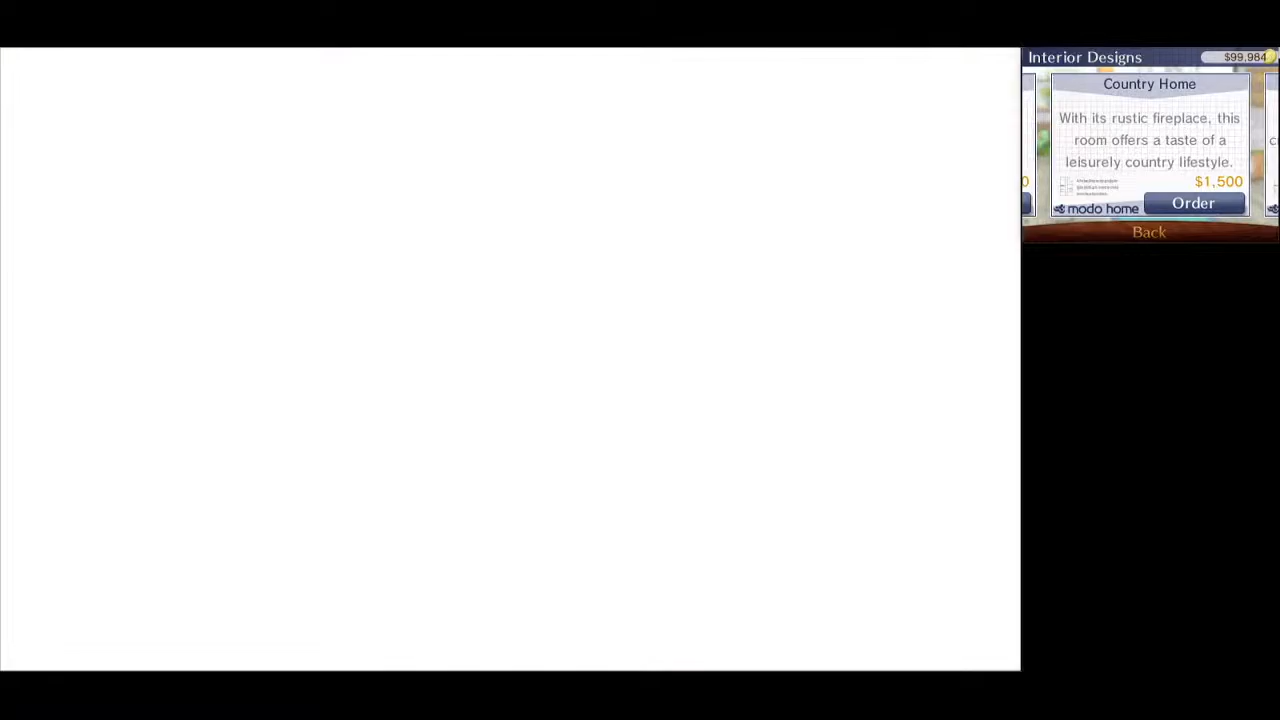 Interior Designs
$99,984
Country Home
With its rustic fireplace, this
room offers a taste of a
leisurely country lifestyle.
$1,500
modo home
Order
Back